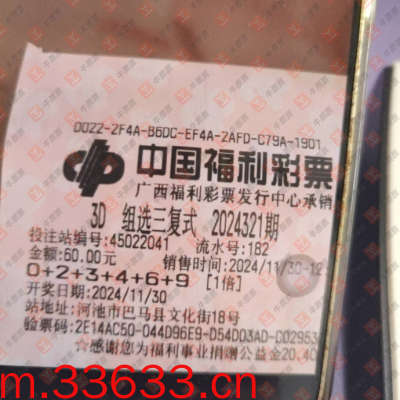 0022-2F4A-B6DC-EF4A-2AFD-C79A-1901
中国福利彩票
广西福利彩票发行中心承销
3D 组选三复式 2024321期
投注站编号:45022041 流水号:182
金额:60.00元 销售时间:2024/11/30-12:
0+2+3+4+6+9 [1倍]
开奖日期:2024/11/30
站地址:河池市巴马县文化街18号
验票码:2E14AC50-044D96E9-D54D03AD-C02953
☆感谢您为福利事业捐赠公益金20.40
m.33633.cn